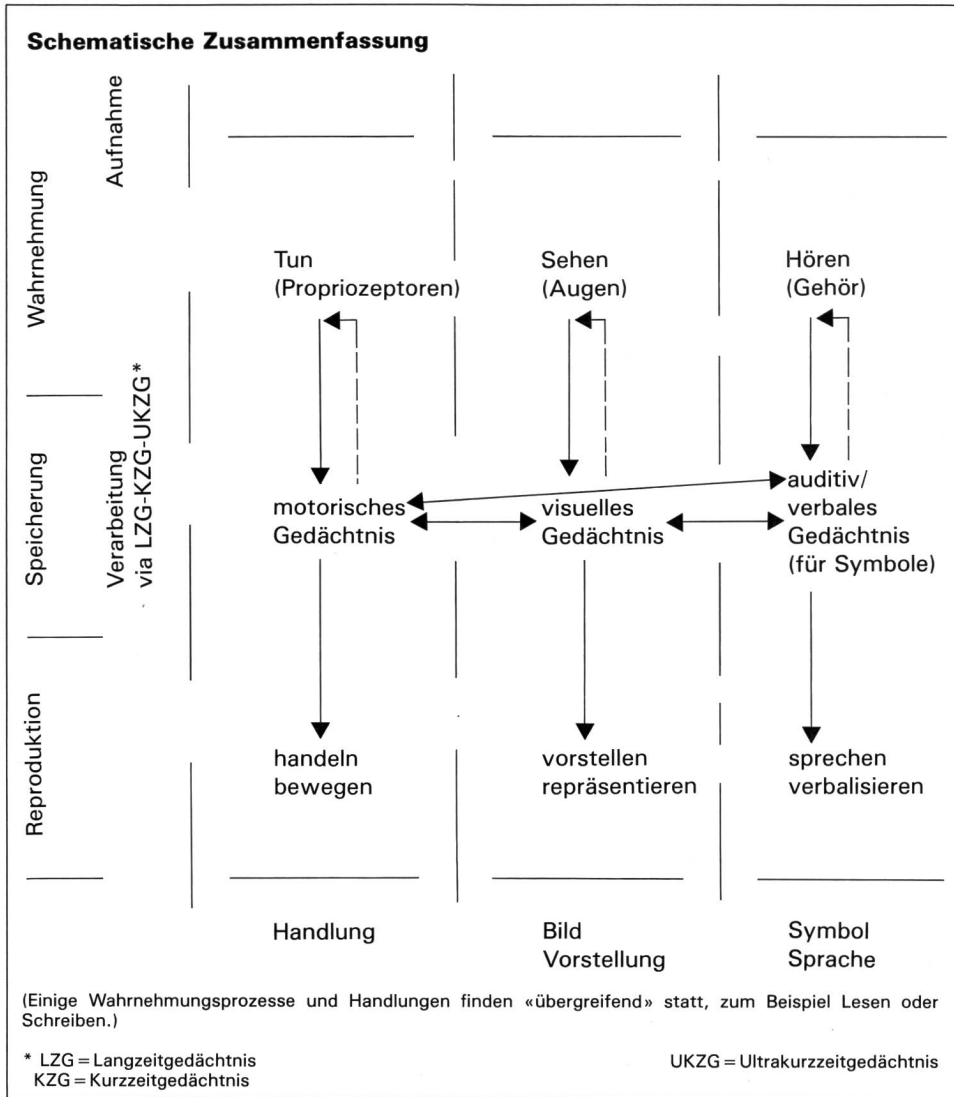 Schematische Zusammenfassung
Wahrnehmung
Aufnahme
Speicherung
Verarbeitung
via LZG-KZG-UKZG*
Reproduktion
Tun
(Propriozeptoren)
Sehen
(Augen)
Hören
(Gehör)
motorisches
Gedächtnis
visuelles
Gedächtnis
auditiv/
verbales
Gedächtnis
(für Symbole)
handeln
bewegen
vorstellen
repräsentieren
sprechen
verbalisieren
Handlung
Bild
Vorstellung
Symbol
Sprache
(Einige Wahrnehmungsprozesse und Handlungen finden «übergreifend» statt, zum Beispiel Lesen oder
Schreiben.)
* LZG = Langzeitgedächtnis
KZG = Kurzzeitgedächtnis
UKZG = Ultrakurzzeitgedächtnis